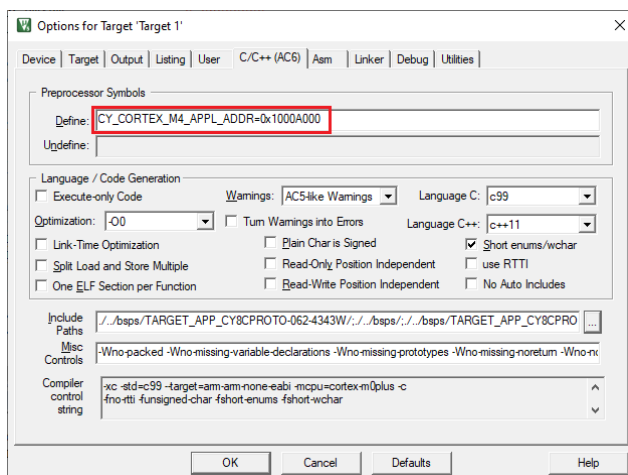 Options for Target 'Target 1'
Device Target Output Listing User C/C++ (AC6) Asm Linker Debug Utilities
Preprocessor Symbols
Define: CY_CORTEX_M4_APPL_ADDR=0x1000A000
Undefine:
Language / Code Generation
Execute-only Code Warnings: AC5-like Warnings Language C: c99
Optimization: -O0 Turn Warnings into Errors Language C++: c++11
Link-Time Optimization Plain Char is Signed Short enums/wchar
Split Load and Store Multiple Read-Only Position Independent use RTTI
One ELF Section per Function Read-Write Position Independent No Auto Includes
Include Paths ./../bsps/TARGET_APP_CY8CPROTO-062-4343W/;./../bsps/;./../bsps/TARGET_APP_CY8CPRO ...
Misc Controls -Wno-packed -Wno-missing-variable-declarations -Wno-missing-prototypes -Wno-missing-noreturn
Compiler control string -xc -std=c99 --target=arm-arm-none-eabi -mcpu=cortex-m0plus -c
-fno-rtti -funsigned-char -fshort-enums -fshort-wchar
OK Cancel Defaults Help